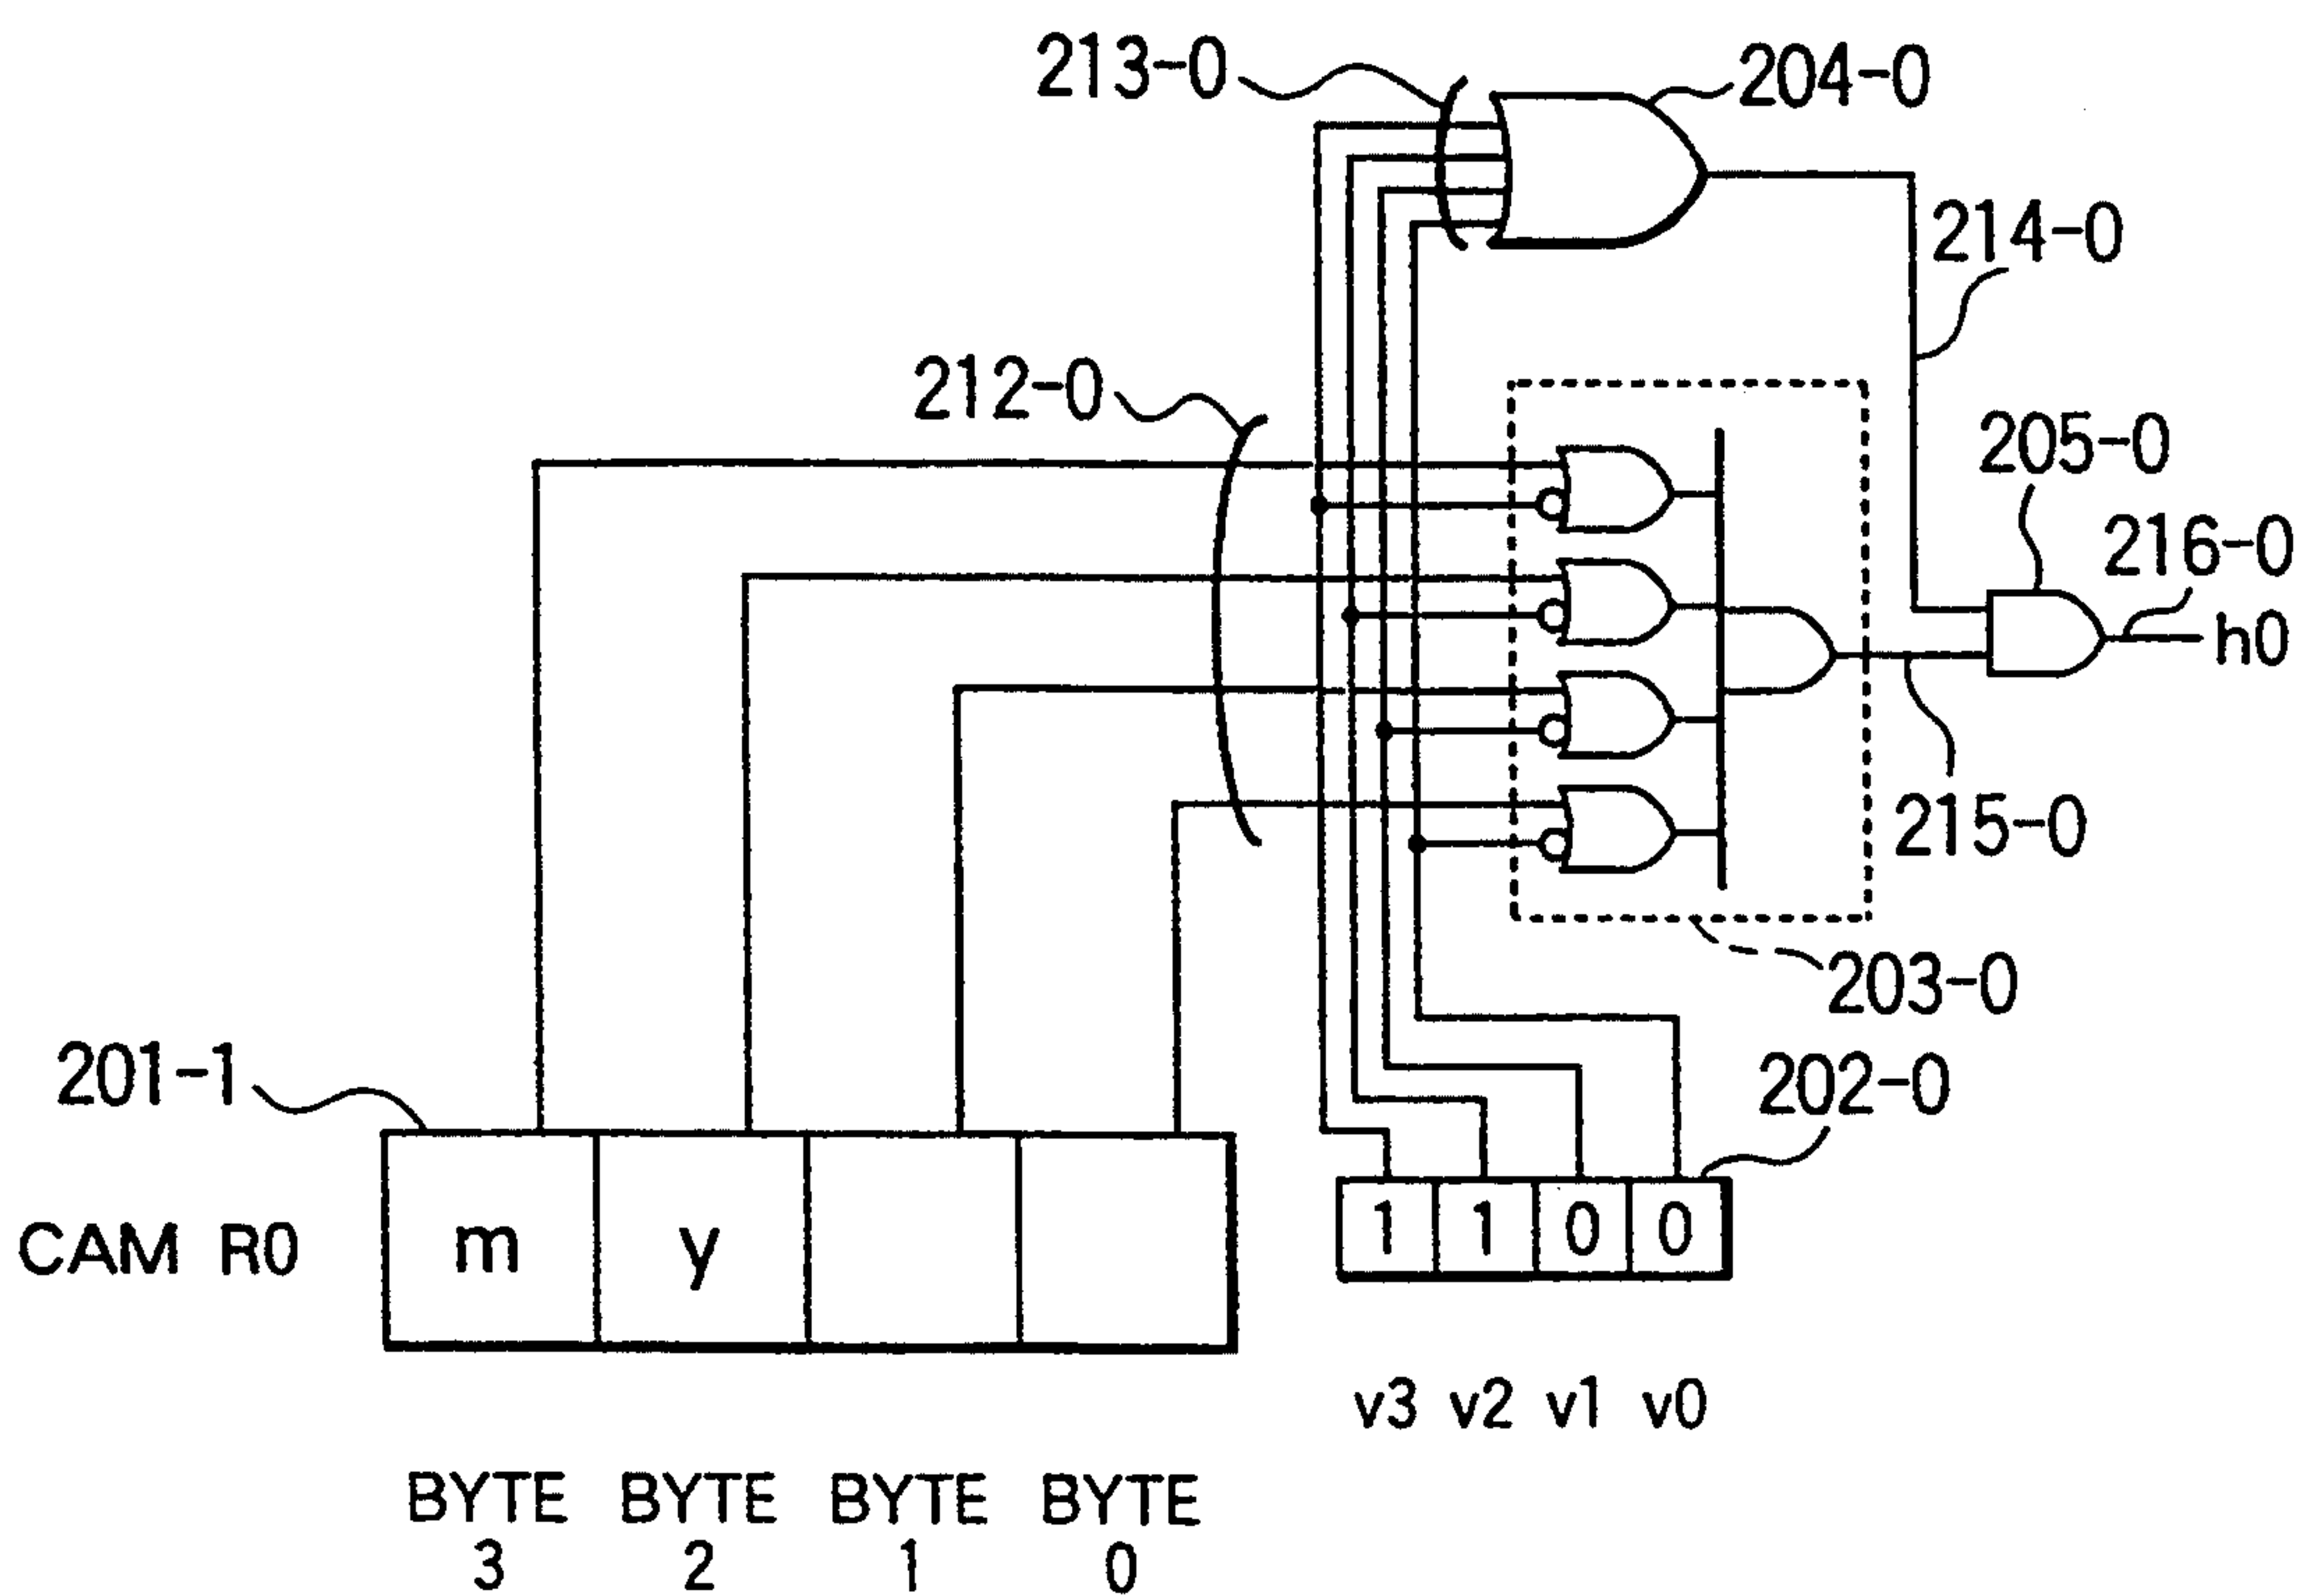 213-0
204-0
214-0
212-0
205-0
216-0
h0
215-0
203-0
201-1
202-0
CAM R0 m y 1 1 0 0
v3 v2 v1 v0
BYTE BYTE BYTE BYTE
3 2 1 0